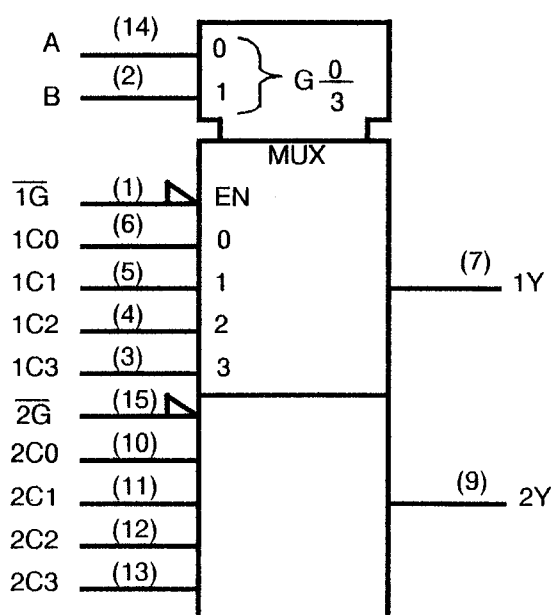 A (14) 0
B (2) 1
G 0/3
MUX
1G̅ (1) EN
1C0 (6) 0
1C1 (5) 1
1C2 (4) 2
1C3 (3) 3
(7) 1Y
2G̅ (15)
2C0 (10)
2C1 (11)
2C2 (12)
2C3 (13)
(9) 2Y